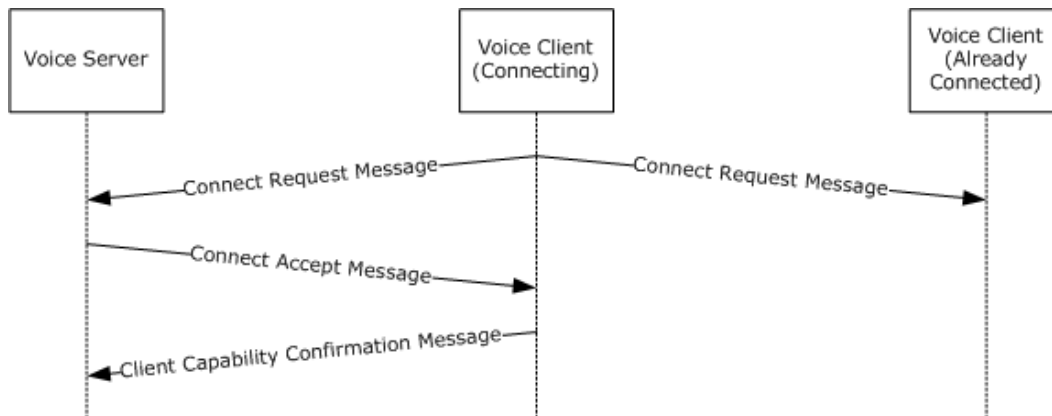 Voice Server
Voice Client
(Connecting)
Voice Client
(Already
Connected)
Connect Request Message
Connect Request Message
Connect Accept Message
Client Capability Confirmation Message